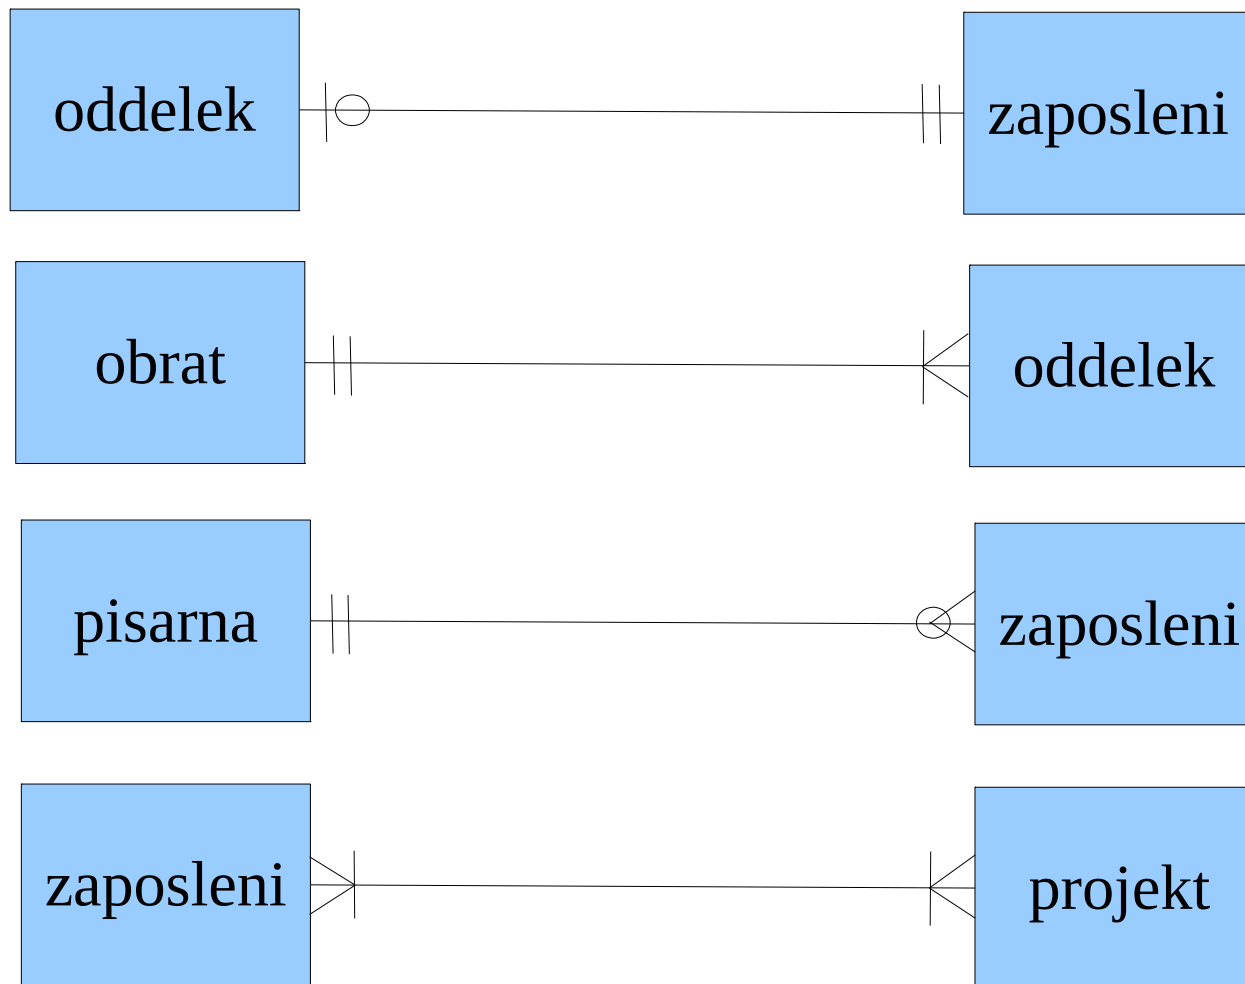 oddelek
zaposleni
obrat
oddelek
pisarna
zaposleni
zaposleni
projekt